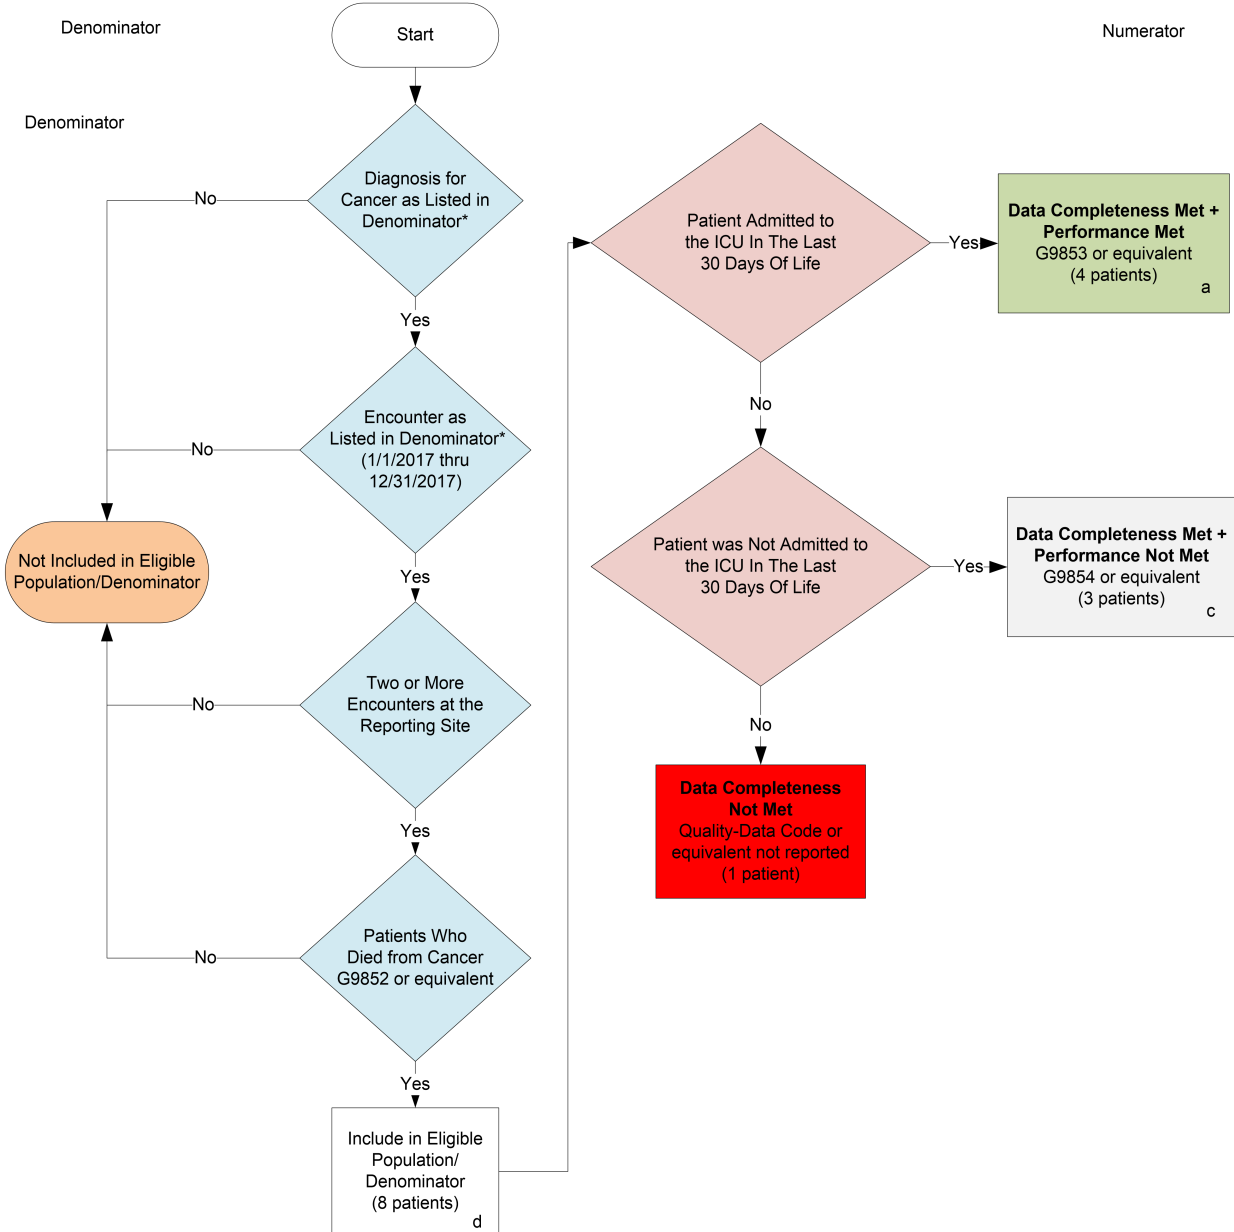 Denominator
Start
Numerator
Denominator
Diagnosis for
Cancer as Listed in
Denominator*
No
Yes
Encounter as
Listed in Denominator*
(1/1/2017 thru
12/31/2017)
No
Yes
Not Included in Eligible
Population/Denominator
Two or More
Encounters at the
Reporting Site
No
Yes
Patients Who
Died from Cancer
G9852 or equivalent
No
Yes
Include in Eligible
Population/
Denominator
(8 patients)
d
Patient Admitted to
the ICU In The Last
30 Days Of Life
Yes
Data Completeness Met +
Performance Met
G9853 or equivalent
(4 patients)
a
No
Patient was Not Admitted to
the ICU In The Last
30 Days Of Life
Yes
Data Completeness Met +
Performance Not Met
G9854 or equivalent
(3 patients)
c
No
Data Completeness
Not Met
Quality-Data Code or
equivalent not reported
(1 patient)